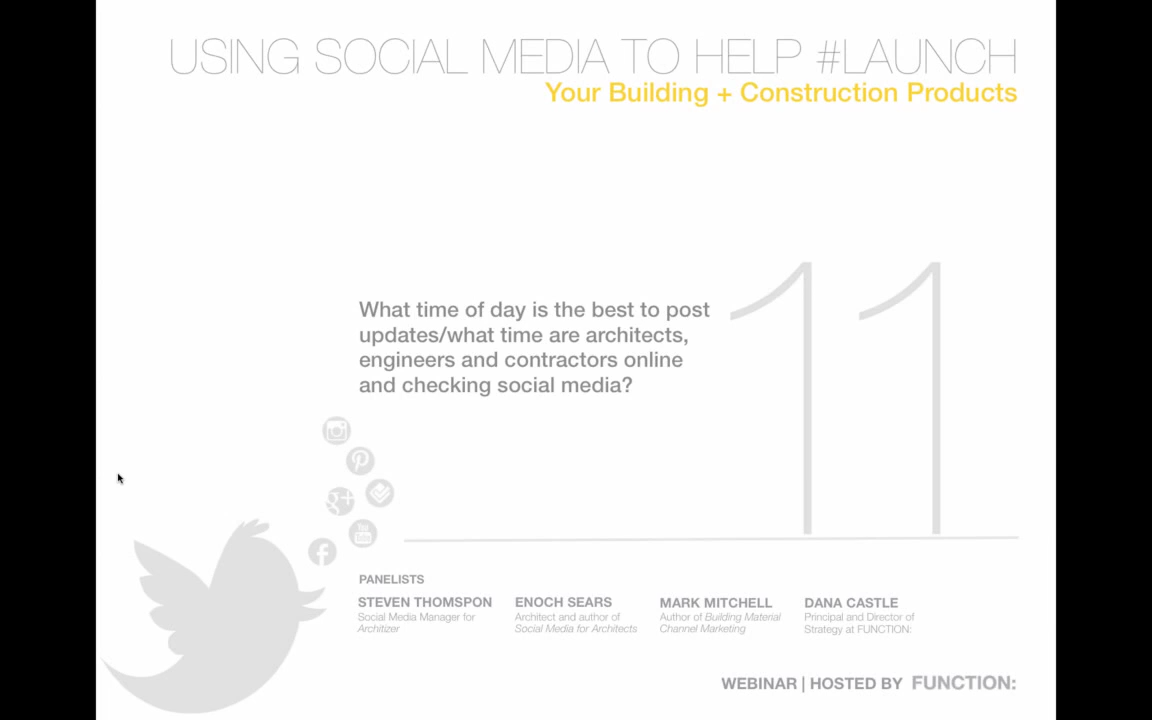 USING SOCIAL MEDIA TO HELP #LAUNCH
Your Building + Construction Products
What time of day is the best to post
updates/what time are architects,
engineers and contractors online
and checking social media?
11
You
Tube
PANELISTS
STEVEN THOMSPON
Social Media Manager for
Architizer
ENOCH SEARS
Architect and author of
Social Media for Architects
MARK MITCHELL
Author of Building Material
Channel Marketing
DANA CASTLE
Principal and Director of
Strategy at FUNCTION:
WEBINAR | HOSTED BY FUNCTION: